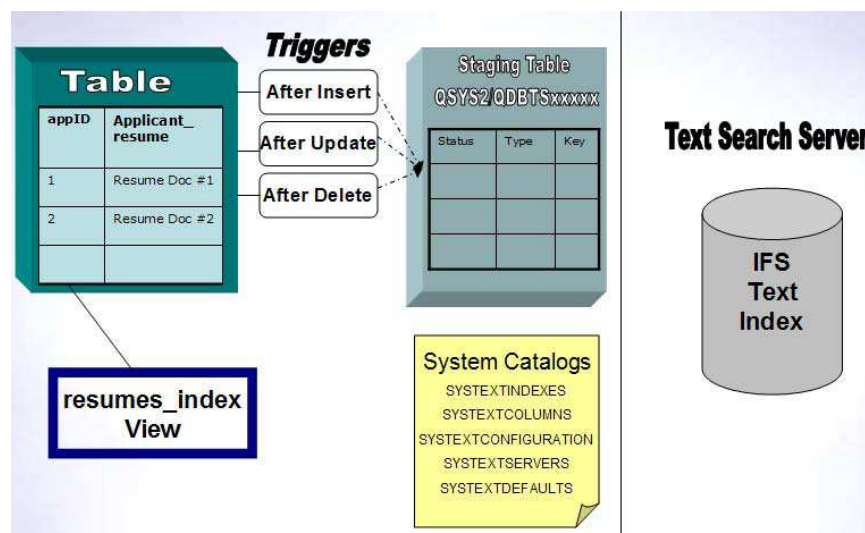 Table
appID Applicant_
resume
1 Resume Doc #1
2 Resume Doc #2
Triggers
After Insert
After Update
After Delete
Staging Table
QSYS2/QDBTSxxxxx
Status Type Key
resumes_index
View
System Catalogs
SYSTEXTINDEXES
SYSTEXTCOLUMNS
SYSTEXTCONFIGURATION
SYSTEXTSERVERS
SYSTEXTDEFAULTS
Text Search Server
IFS
Text
Index